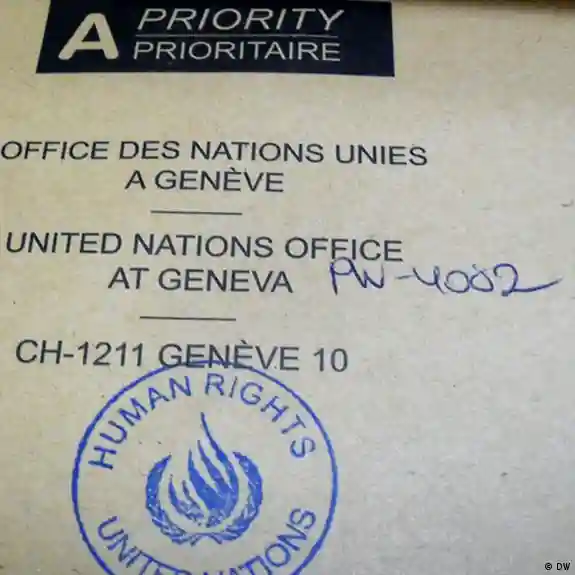 A PRIORITY
PRIORITAIRE
OFFICE DES NATIONS UNIES
A GENÈVE
UNITED NATIONS OFFICE
AT GENEVA PW-4082
CH-1211 GENÈVE 10
HUMAN RIGHTS
UNITED NATIONS
© DW